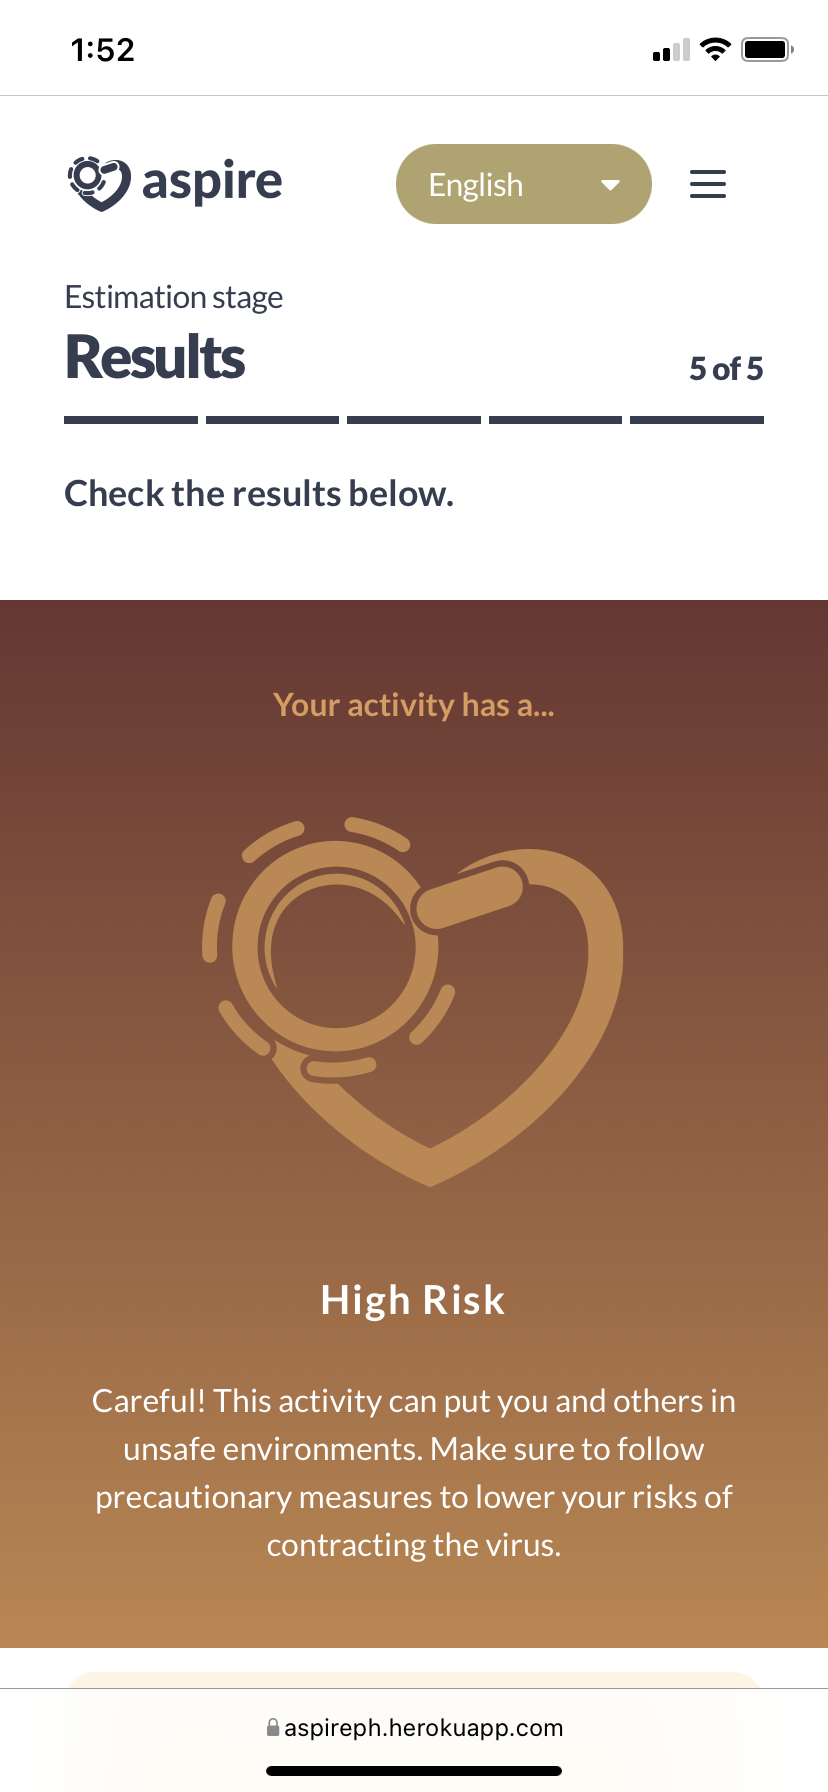 1:52
aspire
English
Estimation stage
Results
5 of 5
Check the results below.
Your activity has a...
High Risk
Careful! This activity can put you and others in
unsafe environments. Make sure to follow
precautionary measures to lower your risks of
contracting the virus.
aspireph.herokuapp.com